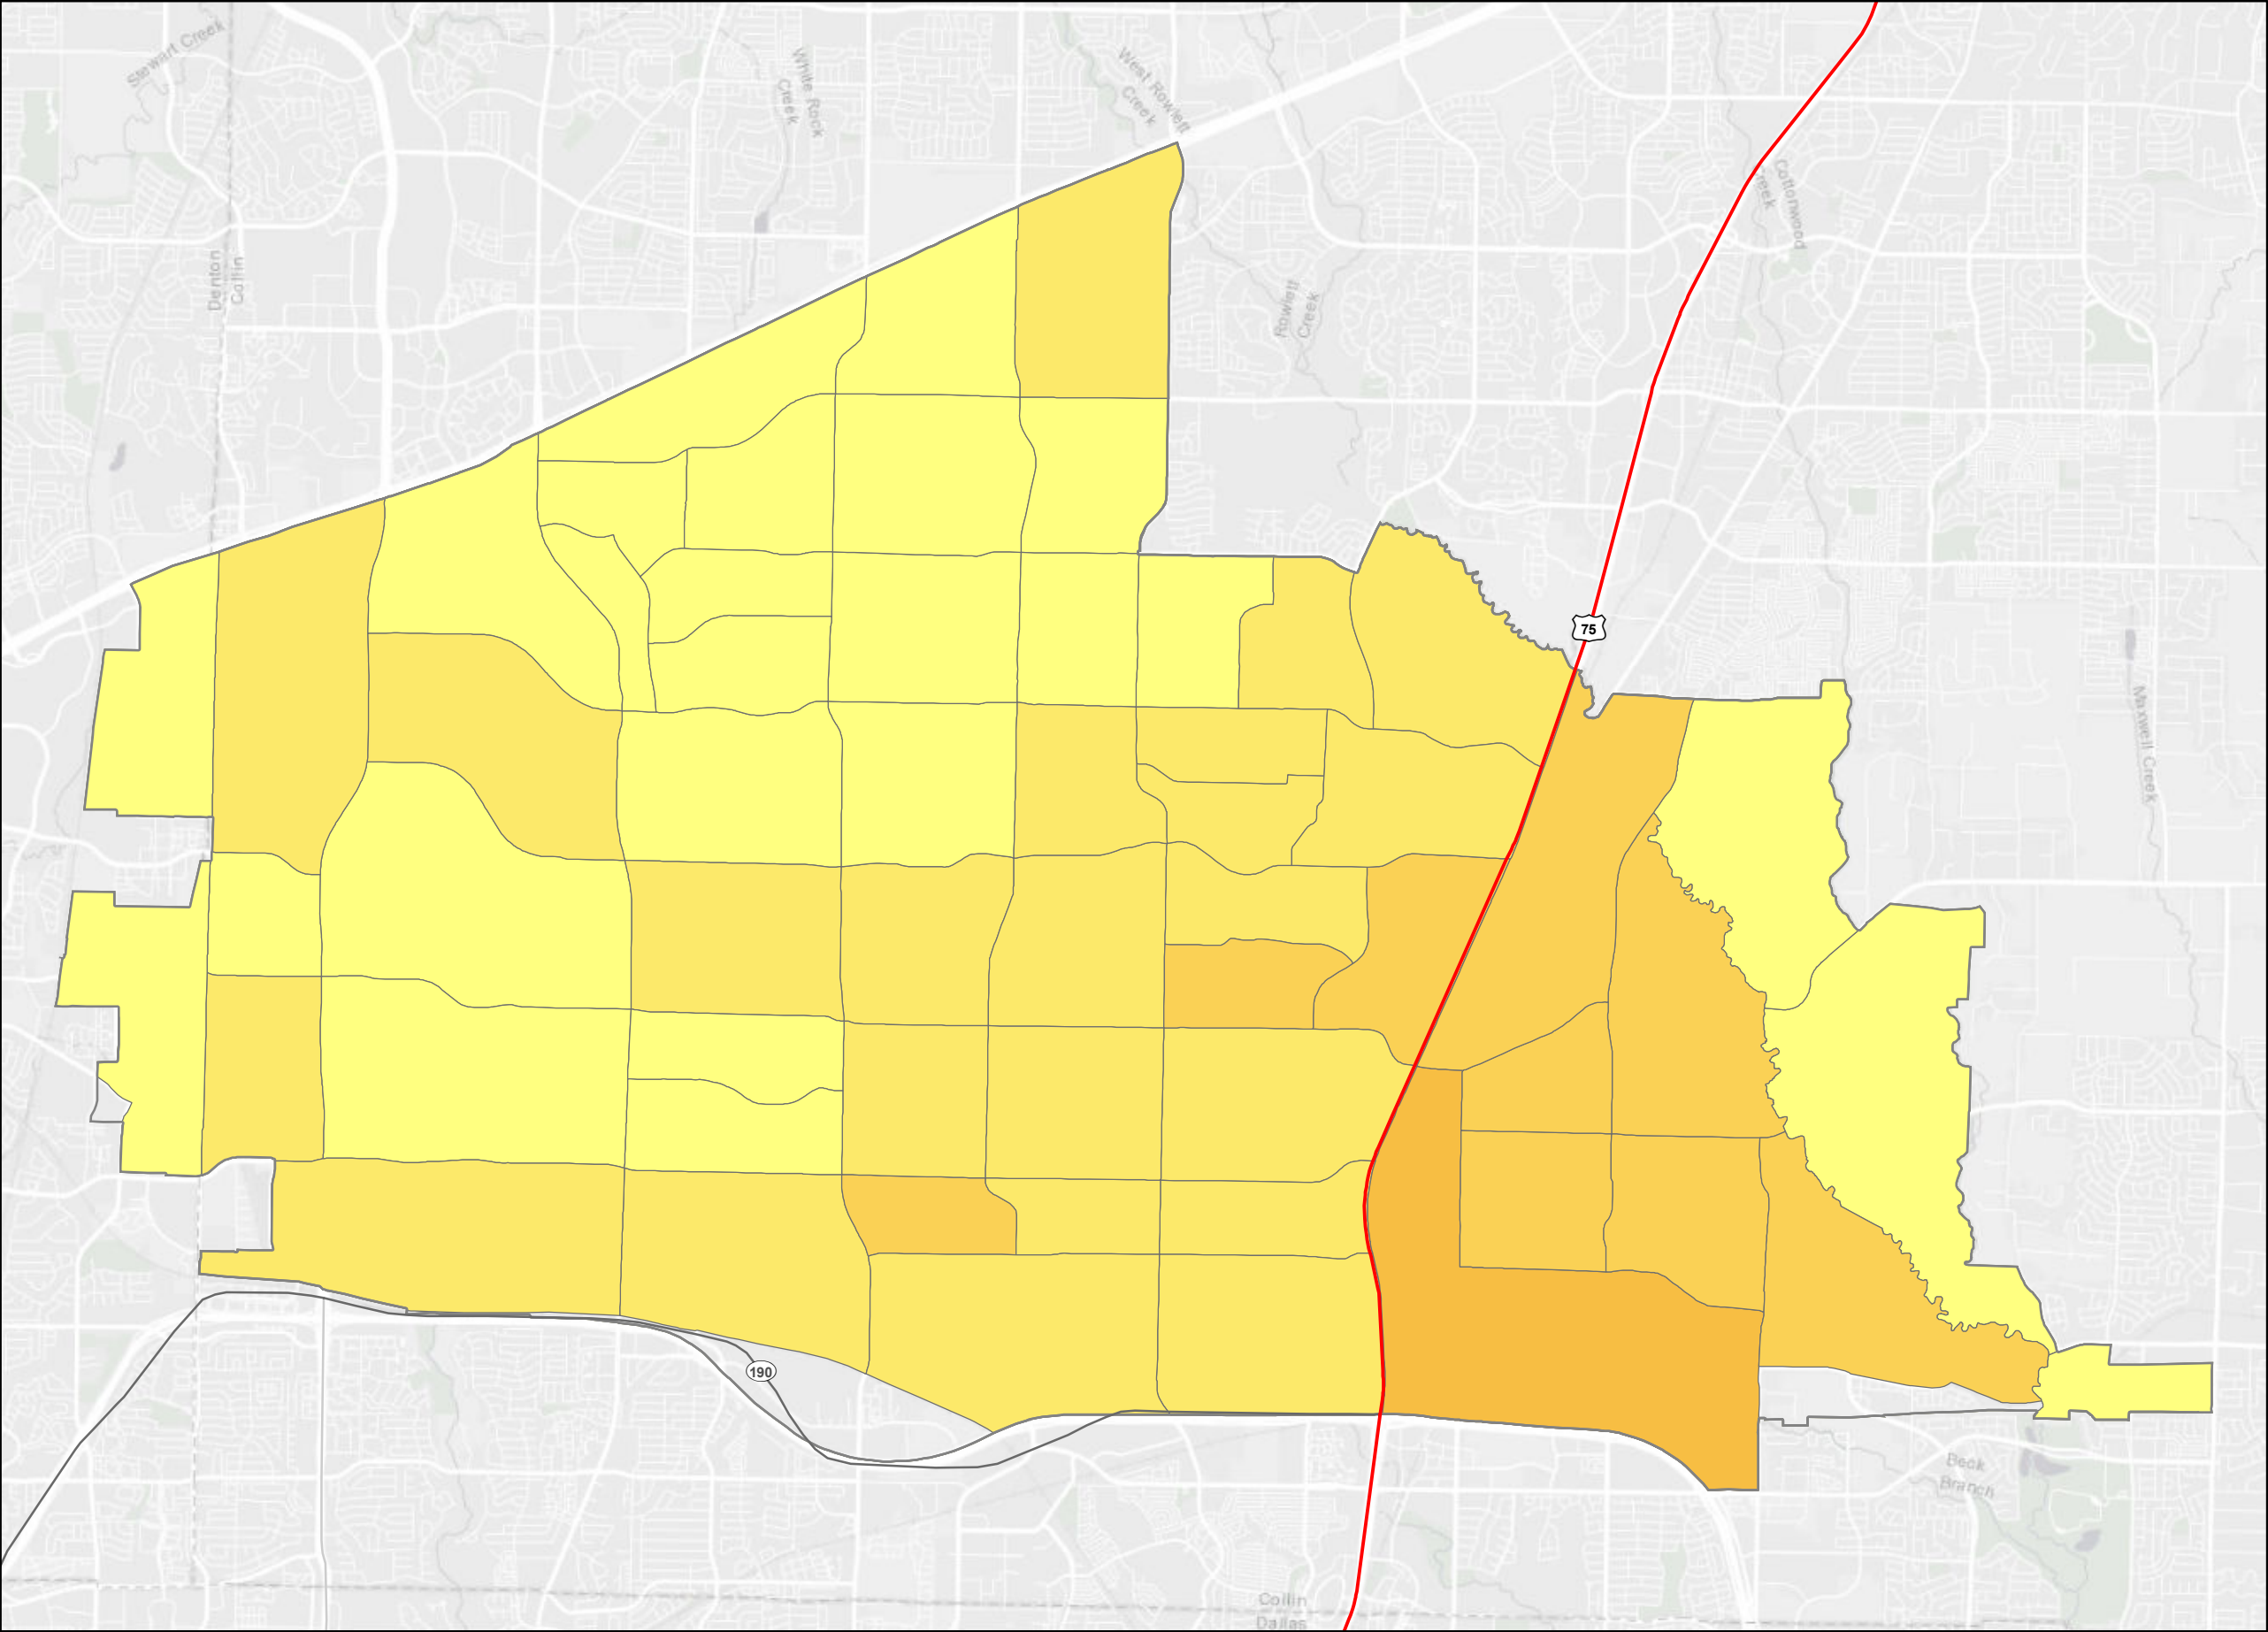 Stewart Creek
White Rock
Creek
West Rowlett
Creek
Cottonwood
Creek
Denton
Collin
Rowlett
Creek
75
Maxwell Creek
190
Beck
Branch
Collin
Dallas